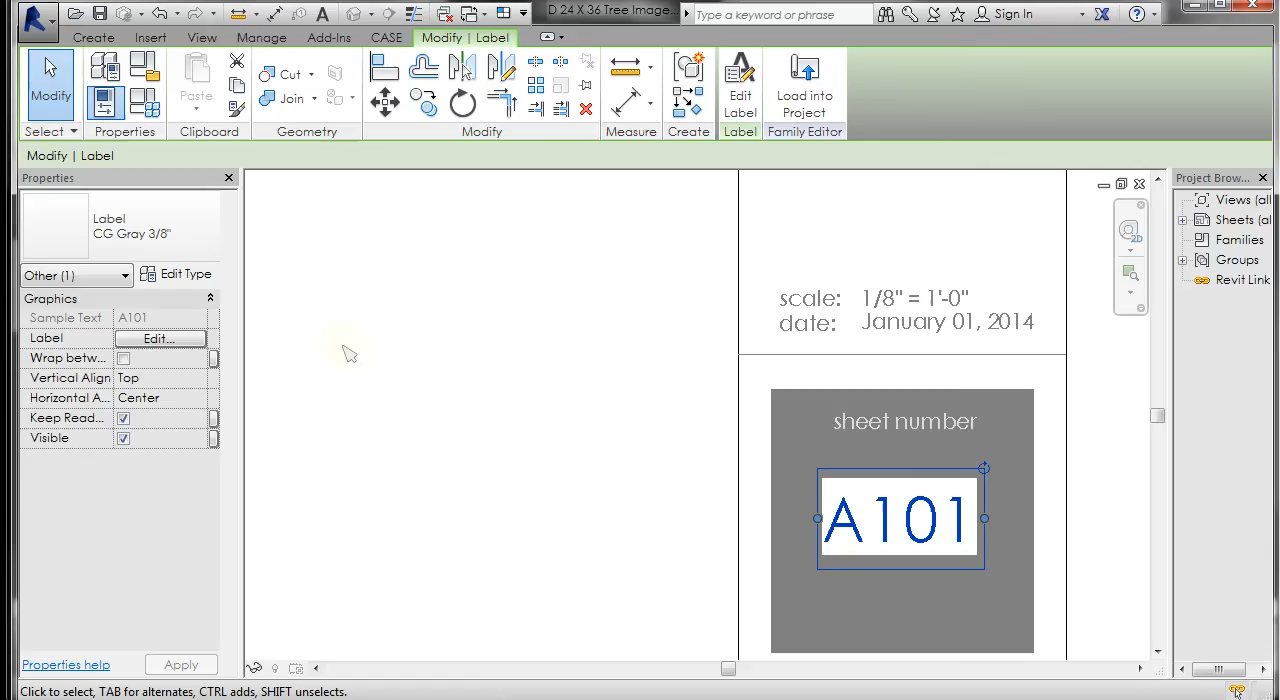 D 24 X 36 Tree Image...
Type a keyword or phrase
Sign In
Create
Insert
View
Manage
Add-Ins
CASE
Modify | Label
Modify
Paste
Cut
Join
Edit
Label
Load into
Project
Select
Properties
Clipboard
Geometry
Modify
Measure
Create
Label
Family Editor
Modify | Label
Properties
Label
CG Gray 3/8"
Other (1)
Edit Type
Graphics
Sample Text A101
Label Edit...
Wrap betw...
Vertical Align Top
Horizontal A... Center
Keep Read...
Visible
Properties help
Apply
scale: 1/8" = 1'-0"
date: January 01, 2014
sheet number
A101
2D
Project Brow...
Views (all
Sheets (al
Families
Groups
Revit Link
Click to select, TAB for alternates, CTRL adds, SHIFT unselects.